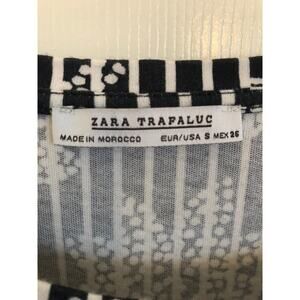 ZARA TRAFALUC
MADE IN MOROCCO EUR/USA S MEX 26